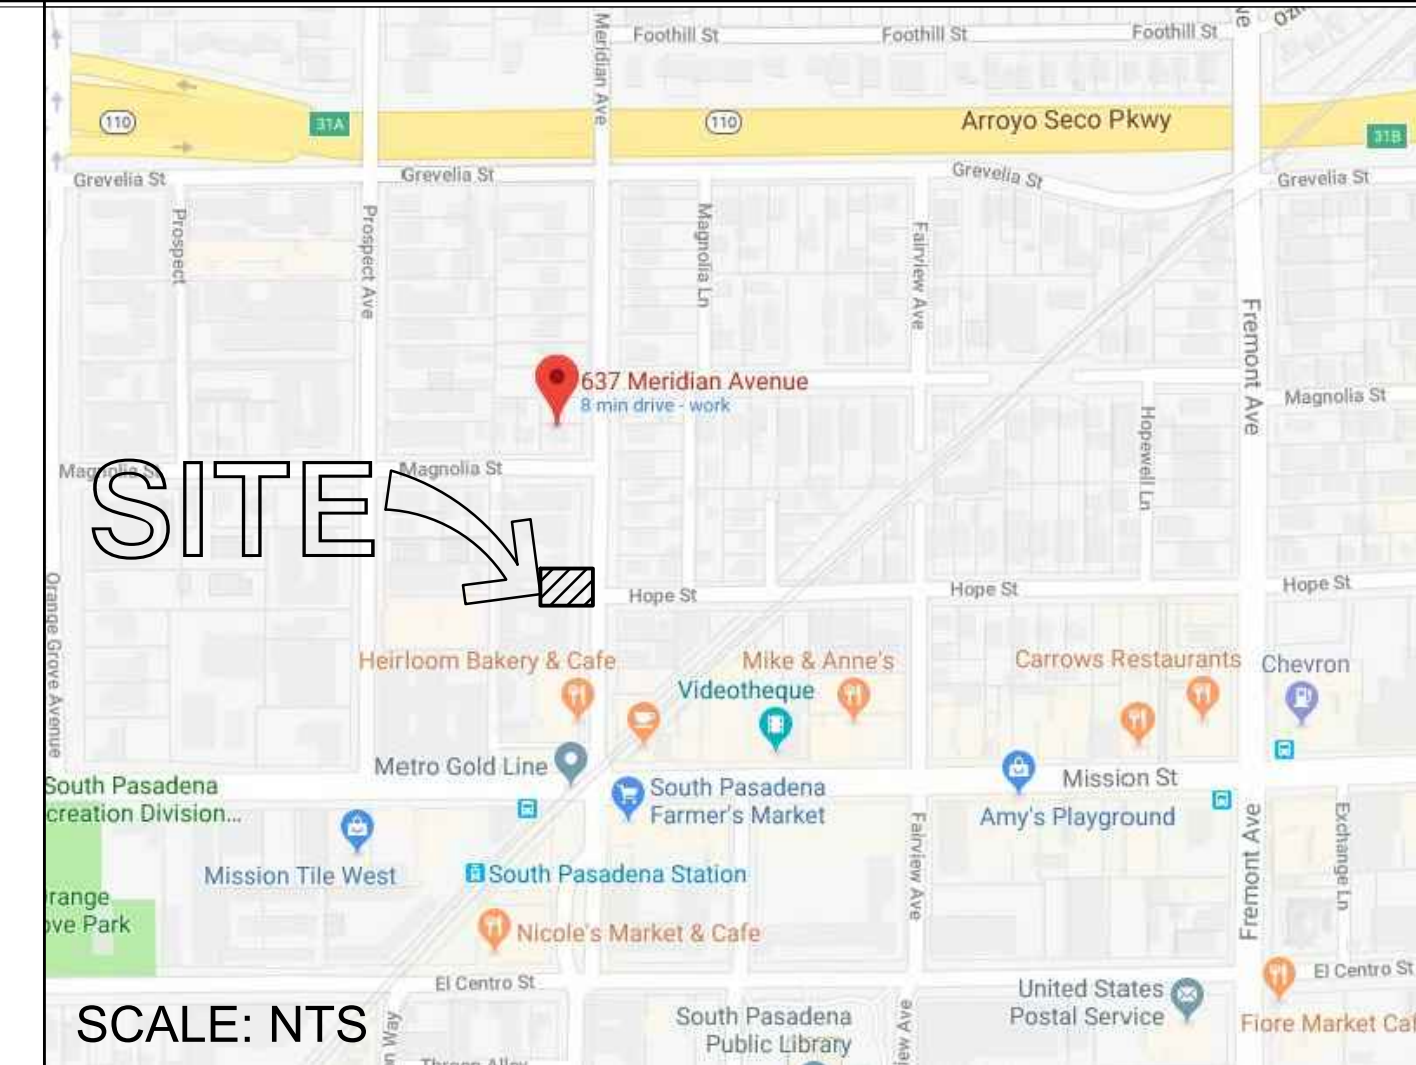 Foothill St
Foothill St
Foothill St
Meridian Ave
110
31A
110
Arroyo Seco Pkwy
31B
Grevelia St
Grevelia St
Grevelia St
Grevelia St
Prospect
Prospect Ave
Magnolia Ln
Fairview Ave
Fremont Ave
637 Meridian Avenue
8 min drive - work
Magnolia St
Hopewell Ln
Magnolia St
Magnolia St
SITE
Orange Grove Avenue
Hope St
Hope St
Hope St
Heirloom Bakery & Cafe
Mike & Anne's
Carrows Restaurants
Chevron
Videotheque
Metro Gold Line
Mission St
South Pasadena
creation Division...
South Pasadena
Farmer's Market
Amy's Playground
Fairview Ave
Fremont Ave
Exchange Ln
Mission Tile West
South Pasadena Station
range
ove Park
Nicole's Market & Cafe
El Centro St
El Centro St
United States
Postal Service
SCALE: NTS
South Pasadena
Public Library
Fiore Market Caf